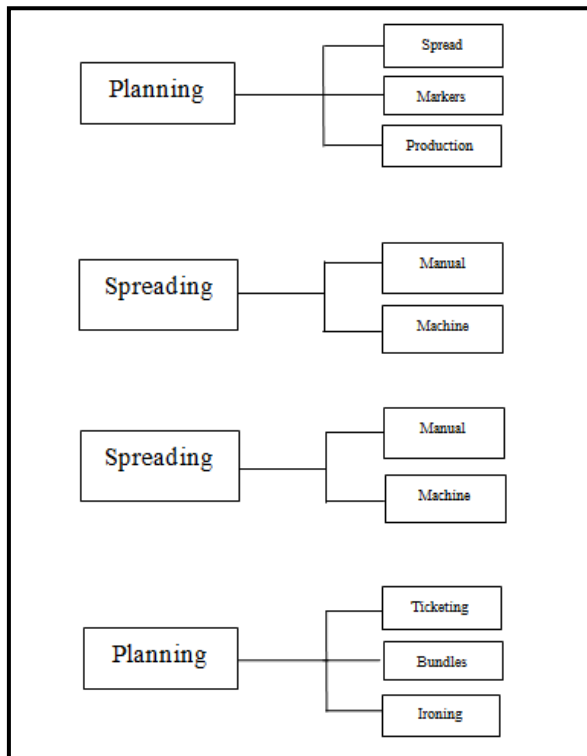 Planning
Spread
Markers
Production
Spreading
Manual
Machine
Spreading
Manual
Machine
Planning
Ticketing
Bundles
Ironing